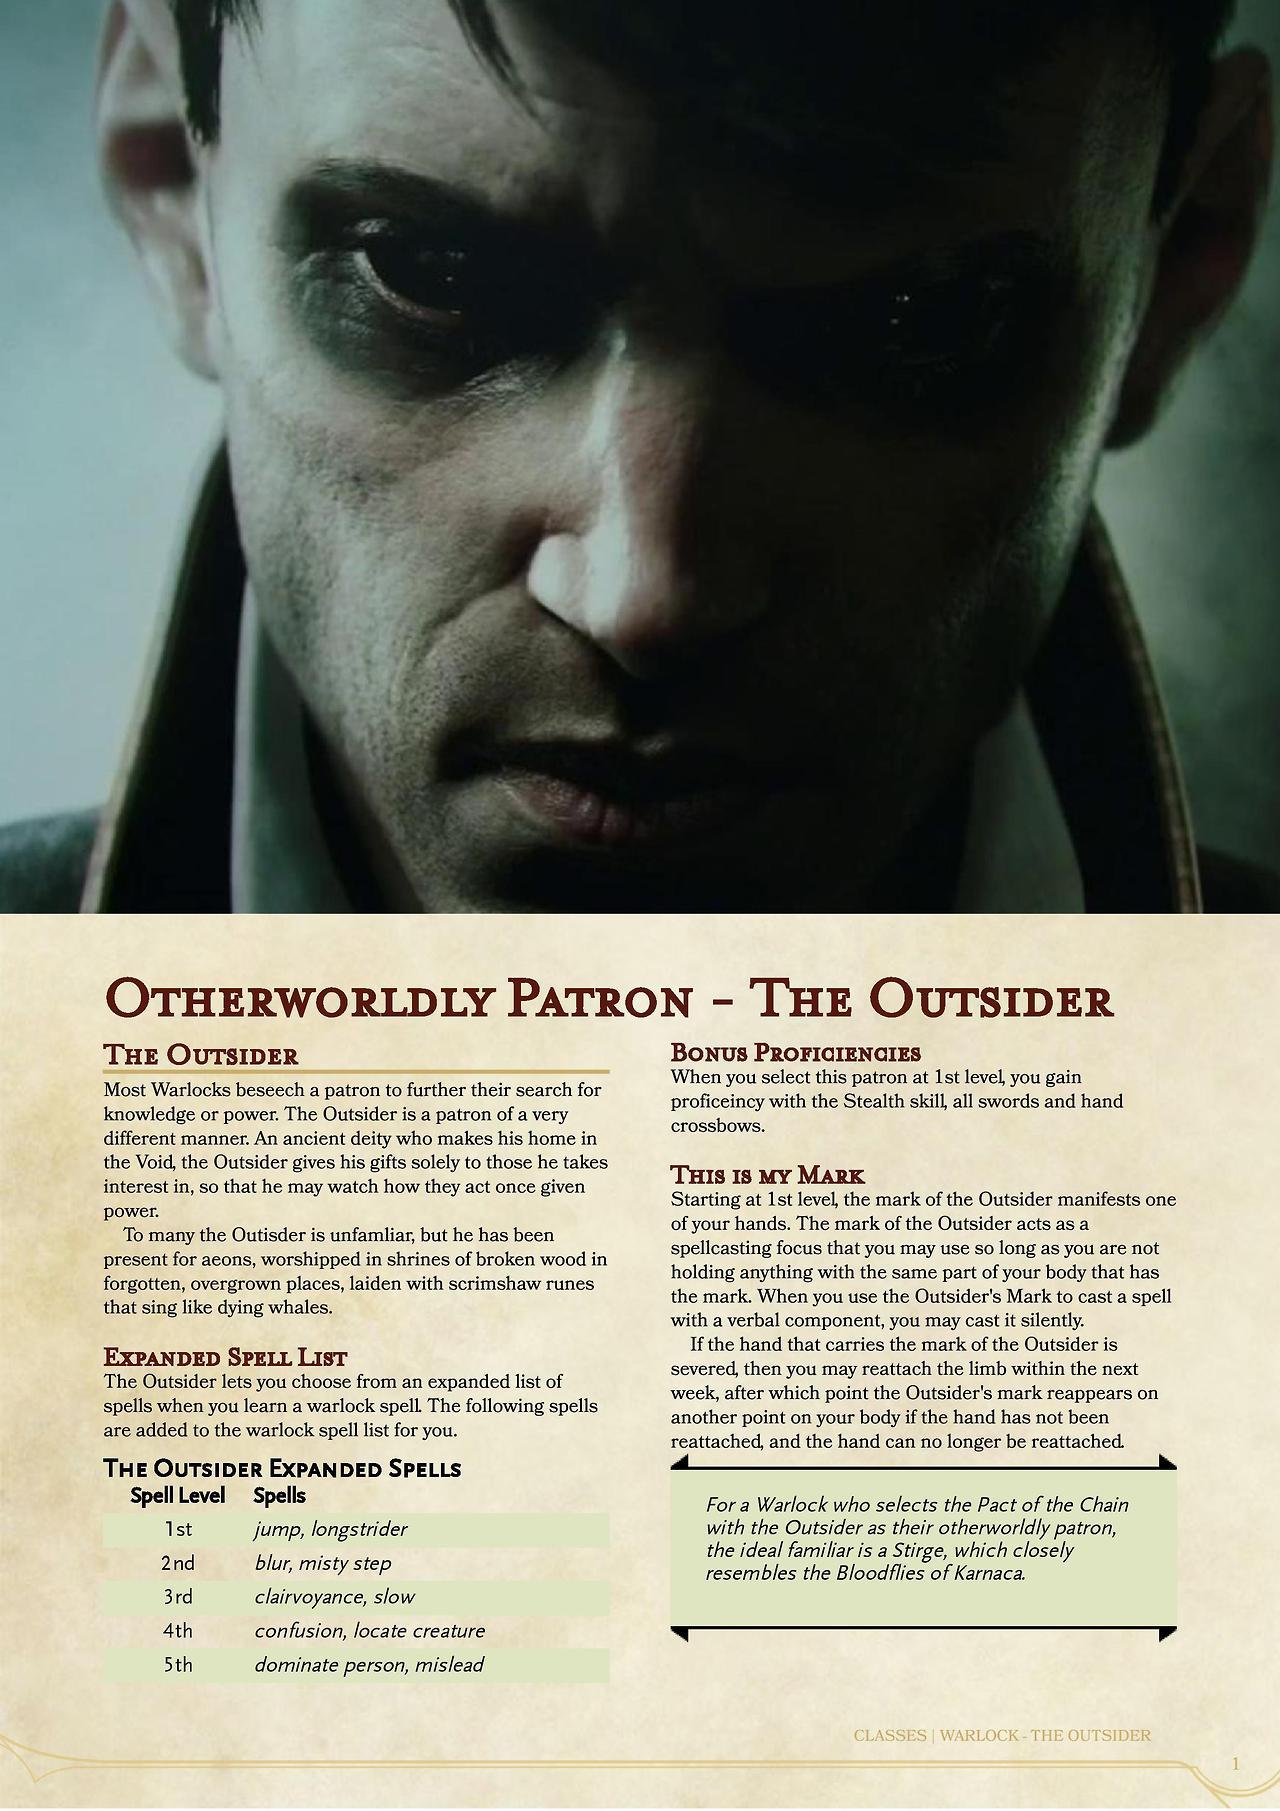 Otherworldly Patron - The Outsider
The Outsider
Most Warlocks beseech a patron to further their search for
knowledge or power. The Outsider is a patron of a very
different manner. An ancient deity who makes his home in
the Void, the Outsider gives his gifts solely to those he takes
interest in, so that he may watch how they act once given
power.
To many the Outisder is unfamliar, but he has been
present for aeons, worshipped in shrines of broken wood in
forgotten, overgrown places, laiden with scrimshaw runes
that sing like dying whales.
Expanded Spell List
The Outsider lets you choose from an expanded list of
spells when you learn a warlock spell. The following spells
are added to the warlock spell list for you.
The Outsider Expanded Spells
Spell Level Spells
1st jump, longstrider
2nd blur, misty step
3rd clairvoyance, slow
4th confusion, locate creature
5th dominate person, mislead
Bonus Proficiencies
When you select this patron at 1st level, you gain
proficeincy with the Stealth skill, all swords and hand
crossbows.
This is my Mark
Starting at 1st level, the mark of the Outsider manifests one
of your hands. The mark of the Outsider acts as a
spellcasting focus that you may use so long as you are not
holding anything with the same part of your body that has
the mark. When you use the Outsider's Mark to cast a spell
with a verbal component, you may cast it silently.
If the hand that carries the mark of the Outsider is
severed, then you may reattach the limb within the next
week, after which point the Outsider's mark reappears on
another point on your body if the hand has not been
reattached, and the hand can no longer be reattached.
For a Warlock who selects the Pact of the Chain
with the Outsider as their otherworldly patron,
the ideal familiar is a Stirge, which closely
resembles the Bloodflies of Karnaca.
CLASSES | WARLOCK - THE OUTSIDER
1